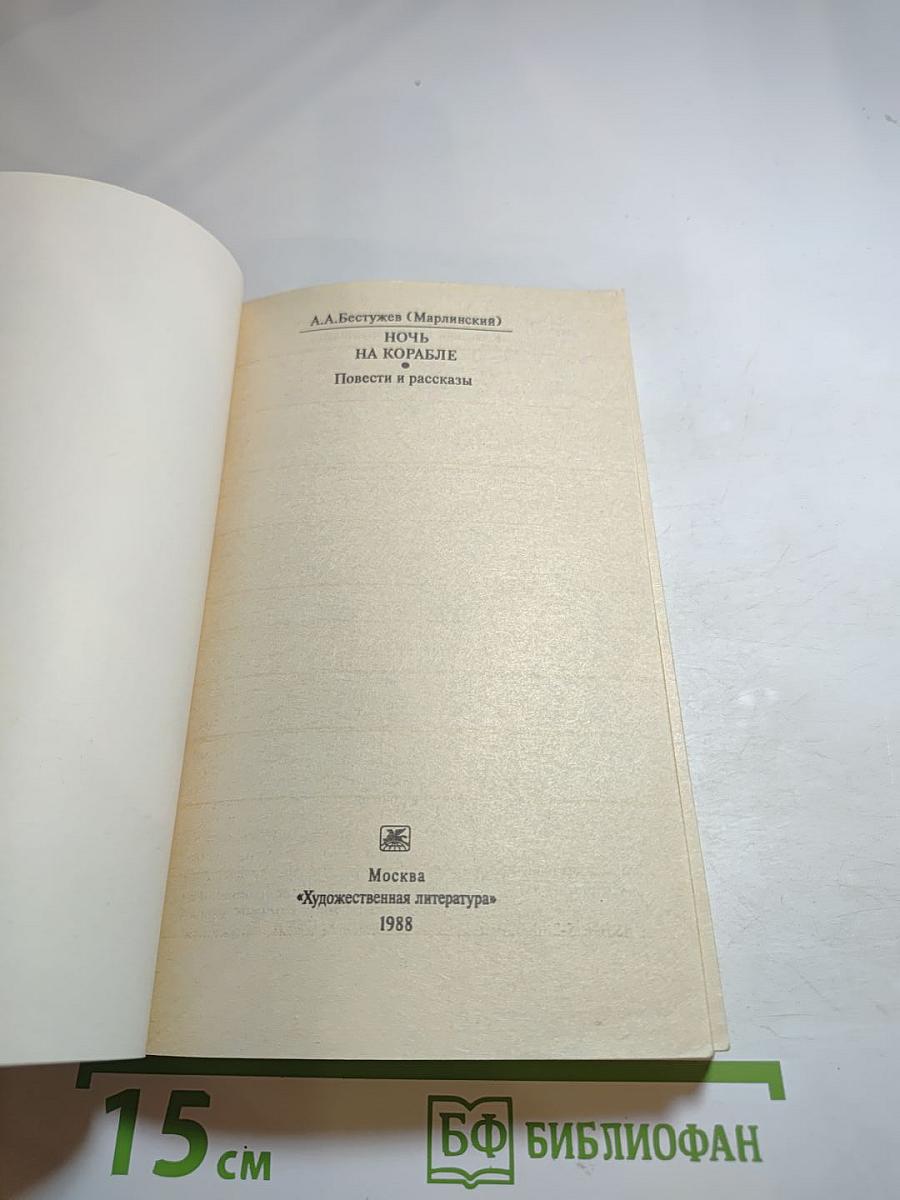 А.А.Бестужев (Марлинский)
НОЧЬ
НА КОРАБЛЕ
Повести и рассказы
Москва
«Художественная литература»
1988
15 см
БФ БИБЛИОФАН